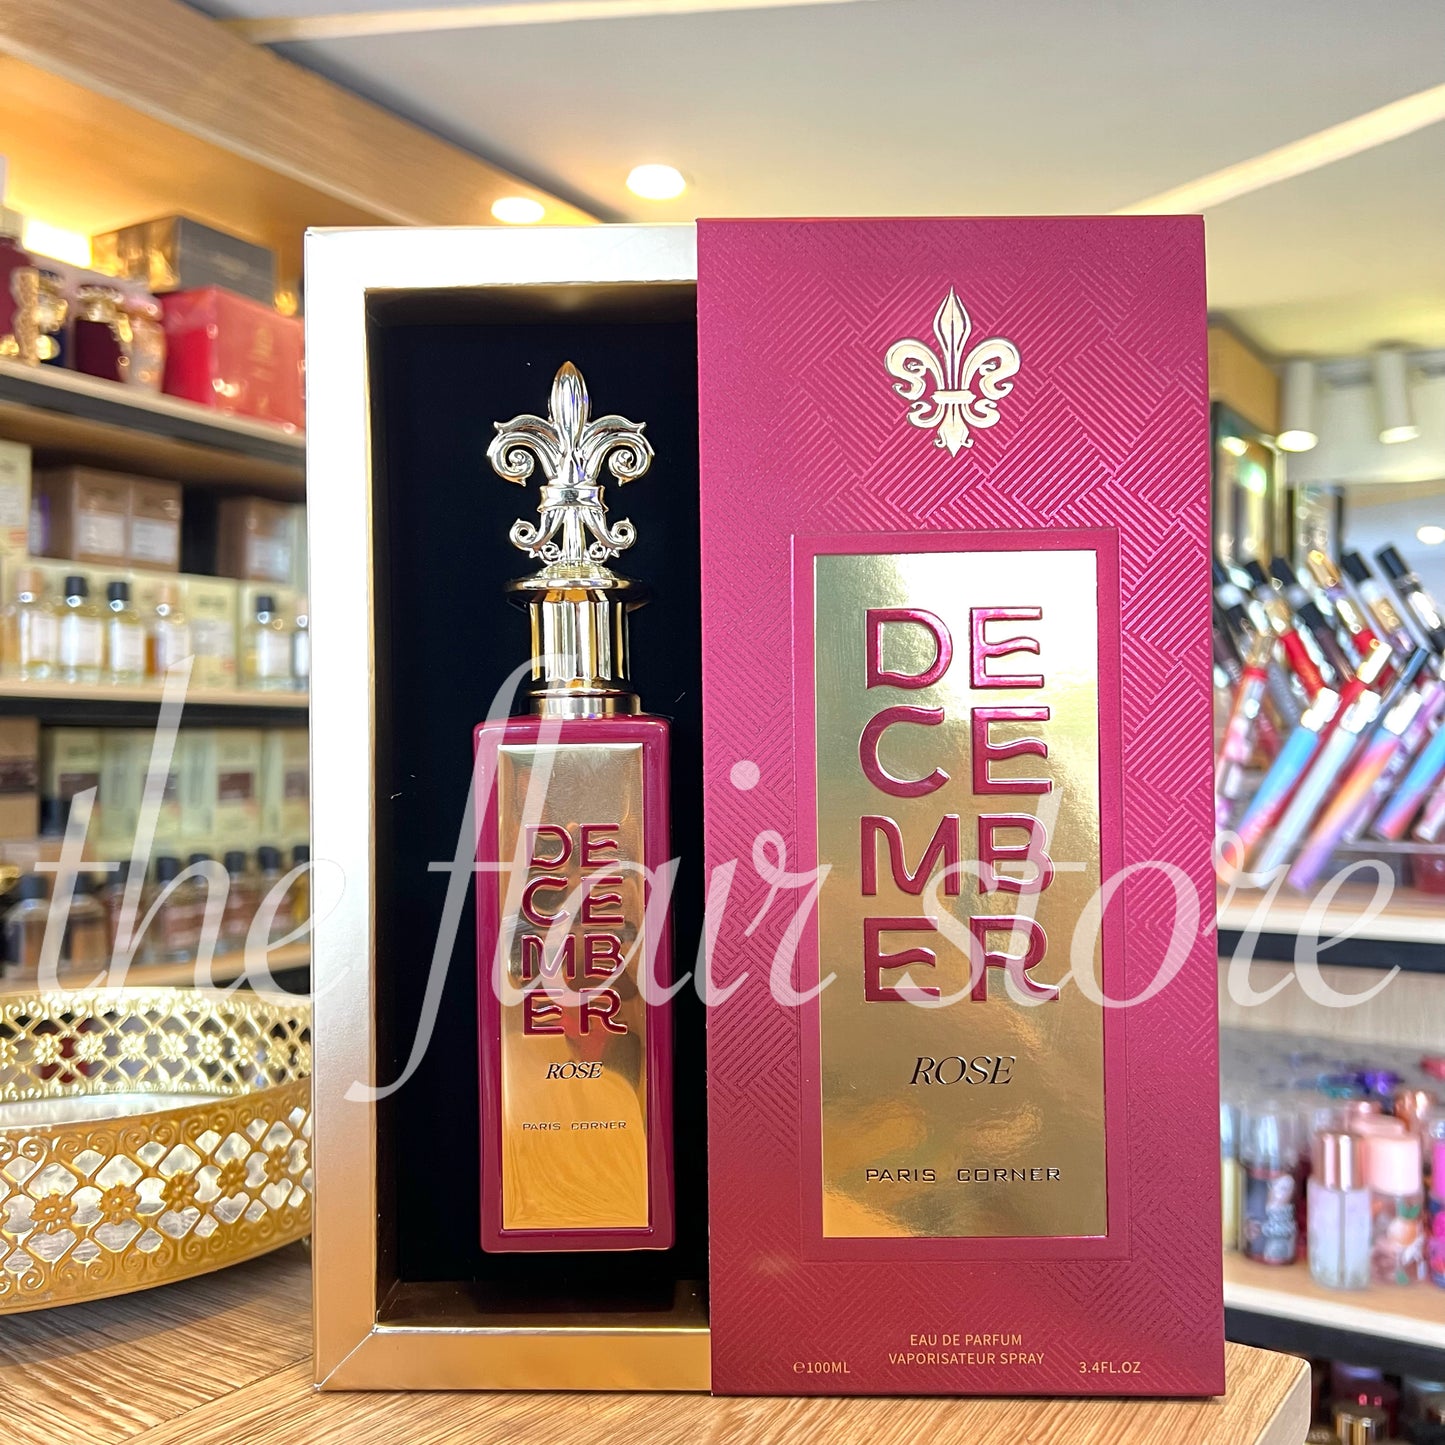 DE
CE
MB
ER
ROSE
PARIS CORNER
DE
CE
MB
ER
ROSE
PARIS CORNER
EAU DE PARFUM
VAPORISATEUR SPRAY
℮100ML
3.4FL.OZ
the flair store